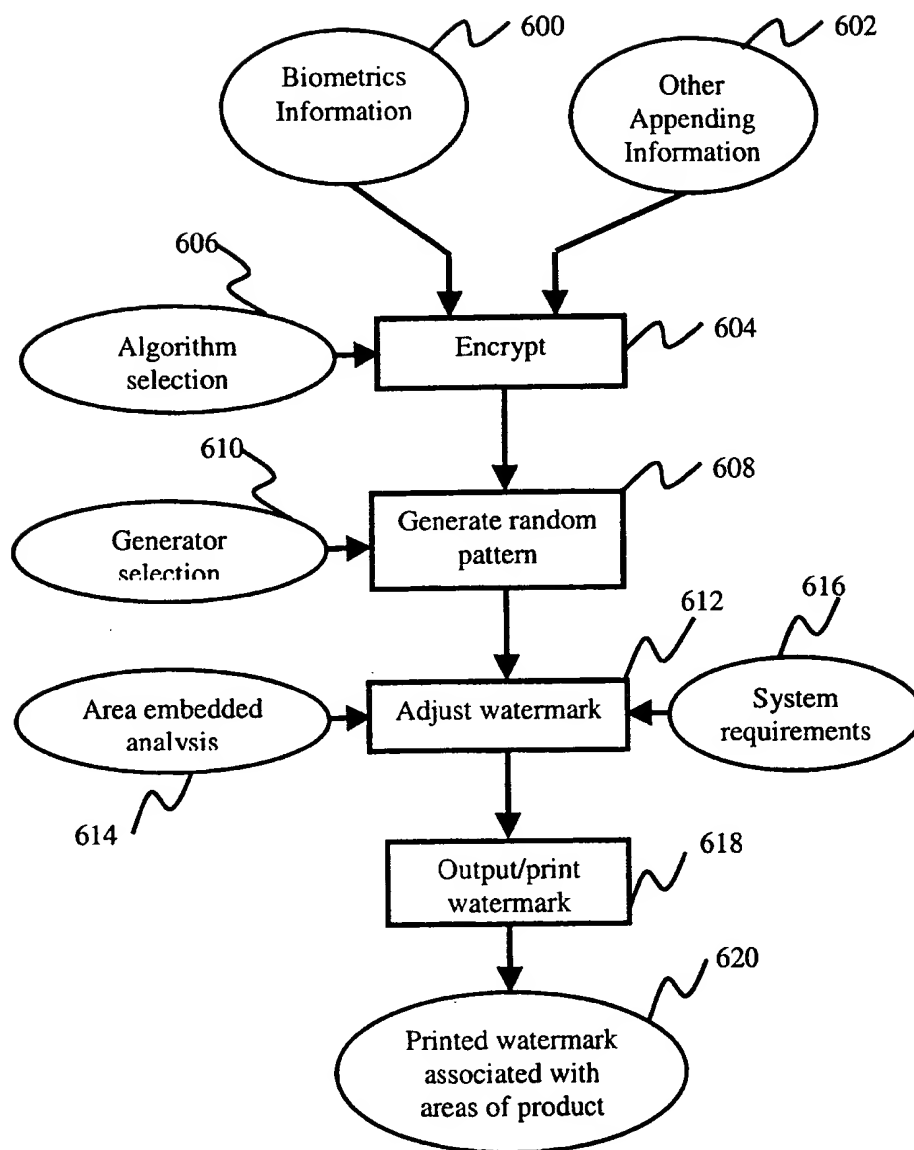 600
602
Biometrics
Information
Other
Appending
Information
606
Algorithm
selection
Encrypt
604
610
608
Generator
selection
Generate random
pattern
612
616
Area embedded
analysis
Adjust watermark
System
requirements
614
Output/print
watermark
618
620
Printed watermark
associated with
areas of product